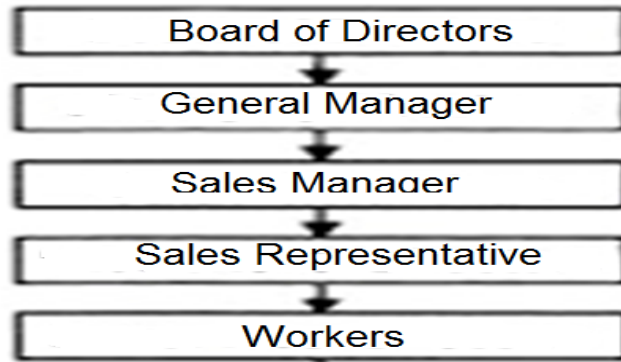 Board of Directors
General Manager
Sales Manager
Sales Representative
Workers